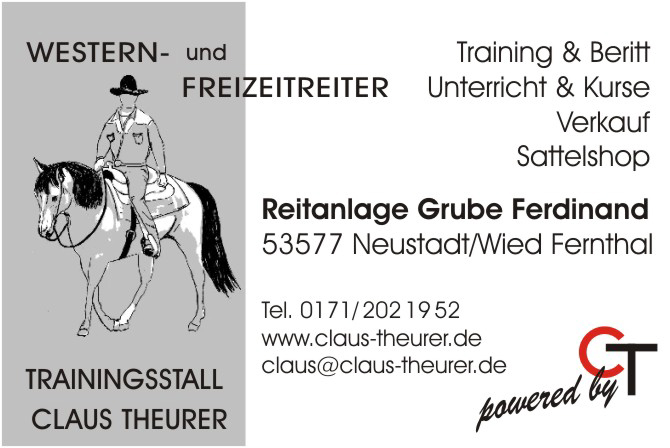 WESTERN- und
FREIZEITREITER
TRAININGSSTALL
CLAUS THEURER
Training & Beritt
Unterricht & Kurse
Verkauf
Sattelshop
Reitanlage Grube Ferdinand
53577 Neustadt/Wied Fernthal
Tel. 0171/202 19 52
www.claus-theurer.de
claus@claus-theurer.de
powered by CT